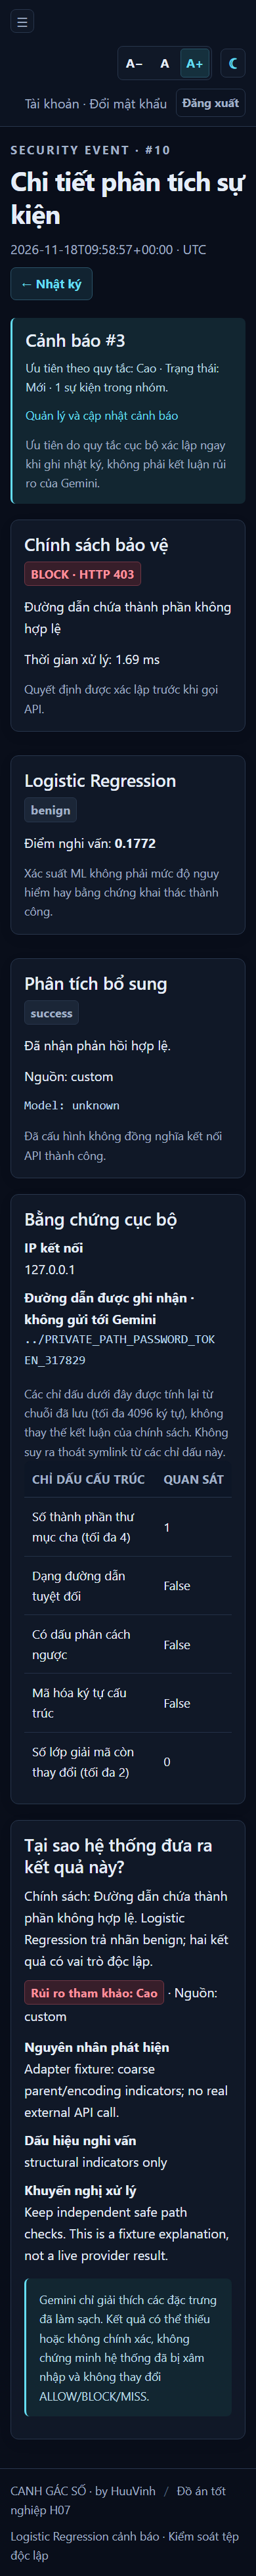 ☰
A− A A+ ☾
Tài khoản · Đổi mật khẩu Đăng xuất
SECURITY EVENT · #10
Chi tiết phân tích sự
kiện
2026-11-18T09:58:57+00:00 · UTC
← Nhật ký
Cảnh báo #3
Ưu tiên theo quy tắc: Cao · Trạng thái:
Mới · 1 sự kiện trong nhóm.
Quản lý và cập nhật cảnh báo
Ưu tiên do quy tắc cục bộ xác lập ngay
khi ghi nhật ký, không phải kết luận rủi
ro của Gemini.
Chính sách bảo vệ
BLOCK · HTTP 403
Đường dẫn chứa thành phần không
hợp lệ
Thời gian xử lý: 1.69 ms
Quyết định được xác lập trước khi gọi
API.
Logistic Regression
benign
Điểm nghi vấn: 0.1772
Xác suất ML không phải mức độ nguy
hiểm hay bằng chứng khai thác thành
công.
Phân tích bổ sung
success
Đã nhận phản hồi hợp lệ.
Nguồn: custom
Model: unknown
Đã cấu hình không đồng nghĩa kết nối
API thành công.
Bằng chứng cục bộ
IP kết nối
127.0.0.1
Đường dẫn được ghi nhận ·
không gửi tới Gemini
../PRIVATE_PATH_PASSWORD_TOK
EN_317829
Các chỉ dấu dưới đây được tính lại từ
chuỗi đã lưu (tối đa 4096 ký tự), không
thay thế kết luận của chính sách. Không
suy ra thoát symlink từ các chỉ dấu này.
CHỈ DẤU CẤU TRÚC QUAN SÁT
Số thành phần thư
mục cha (tối đa 4) 1
Dạng đường dẫn
tuyệt đối False
Có dấu phân cách
ngược False
Mã hóa ký tự cấu
trúc False
Số lớp giải mã còn
thay đổi (tối đa 2) 0
Tại sao hệ thống đưa ra
kết quả này?
Chính sách: Đường dẫn chứa thành
phần không hợp lệ. Logistic
Regression trả nhãn benign; hai kết
quả có vai trò độc lập.
Rủi ro tham khảo: Cao · Nguồn:
custom
Nguyên nhân phát hiện
Adapter fixture: coarse
parent/encoding indicators; no real
external API call.
Dấu hiệu nghi vấn
structural indicators only
Khuyến nghị xử lý
Keep independent safe path
checks. This is a fixture explanation,
not a live provider result.
Gemini chỉ giải thích các đặc trưng
đã làm sạch. Kết quả có thể thiếu
hoặc không chính xác, không
chứng minh hệ thống đã bị xâm
nhập và không thay đổi
ALLOW/BLOCK/MISS.
CANH GÁC SỐ · by HuuVinh / Đồ án tốt
nghiệp H07
Logistic Regression cảnh báo · Kiểm soát tệp
độc lập